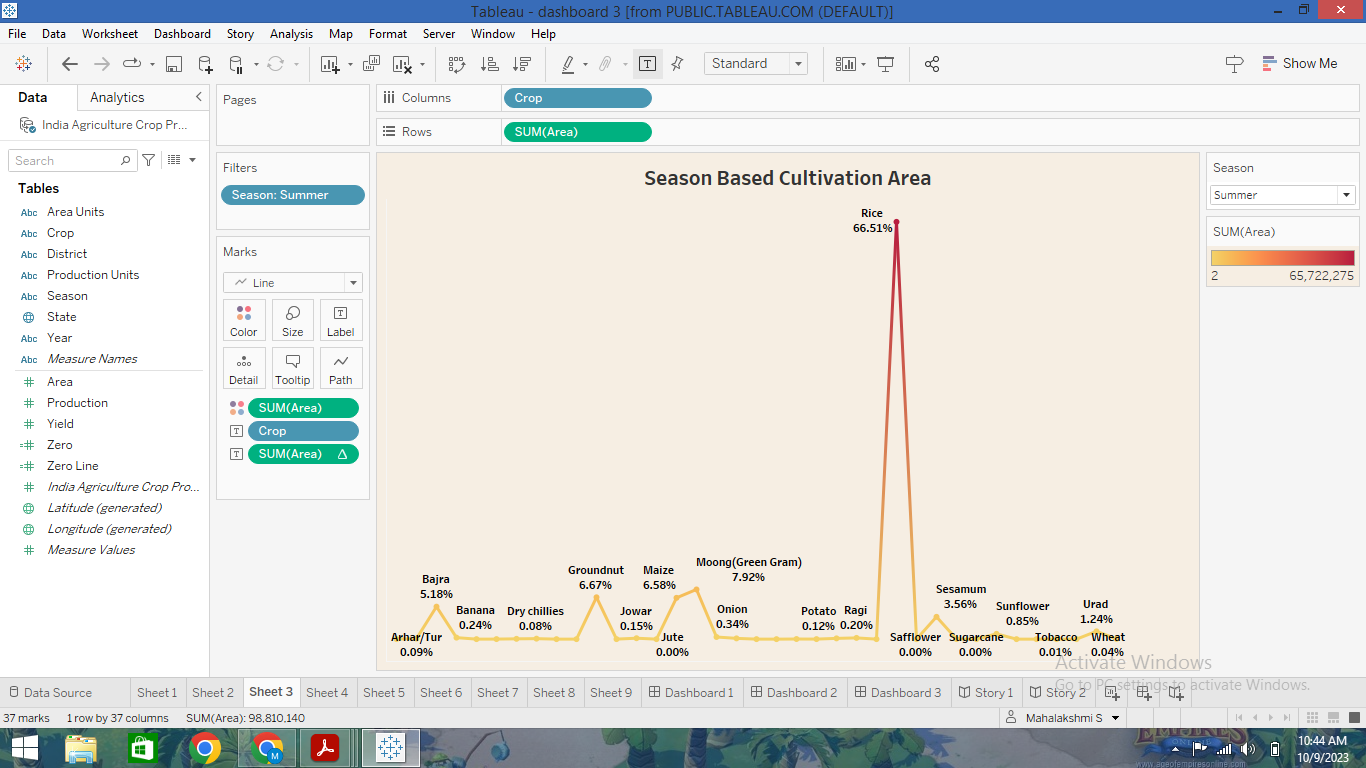 Tableau - dashboard 3 [from PUBLIC.TABLEAU.COM (DEFAULT)]
File Data Worksheet Dashboard Story Analysis Map Format Server Window Help
Standard
Show Me
Data Analytics
India Agriculture Crop Pr...
Search
Tables
Abc Area Units
Abc Crop
Abc District
Abc Production Units
Abc Season
State
Abc Year
Abc Measure Names
Area
Production
Yield
Zero
Zero Line
India Agriculture Crop Pro...
Latitude (generated)
Longitude (generated)
Measure Values
Pages
Filters
Season: Summer
Marks
Line
Color Size Label
Detail Tooltip Path
SUM(Area)
Crop
SUM(Area)
Columns Crop
Rows SUM(Area)
Season Based Cultivation Area
Rice
66.51%
Arhar/Tur
0.09%
Bajra
5.18%
Banana
0.24%
Dry chillies
0.08%
Groundnut
6.67%
Jowar
0.15%
Maize
6.58%
Jute
0.00%
Moong(Green Gram)
7.92%
Onion
0.34%
Potato
0.12%
Ragi
0.20%
Safflower
0.00%
Sesamum
3.56%
Sugarcane
0.00%
Sunflower
0.85%
Tobacco
0.01%
Urad
1.24%
Wheat
0.04%
Season
Summer
SUM(Area)
2 65,722,275
Activate Windows
Go to PC settings to activate Windows.
Data Source Sheet 1 Sheet 2 Sheet 3 Sheet 4 Sheet 5 Sheet 6 Sheet 7 Sheet 8 Sheet 9 Dashboard 1 Dashboard 2 Dashboard 3 Story 1 Story 2
37 marks 1 row by 37 columns SUM(Area): 98,810,140
Mahalakshmi S
M
10:44 AM
10/9/2023
www.ageofempiresonline.com